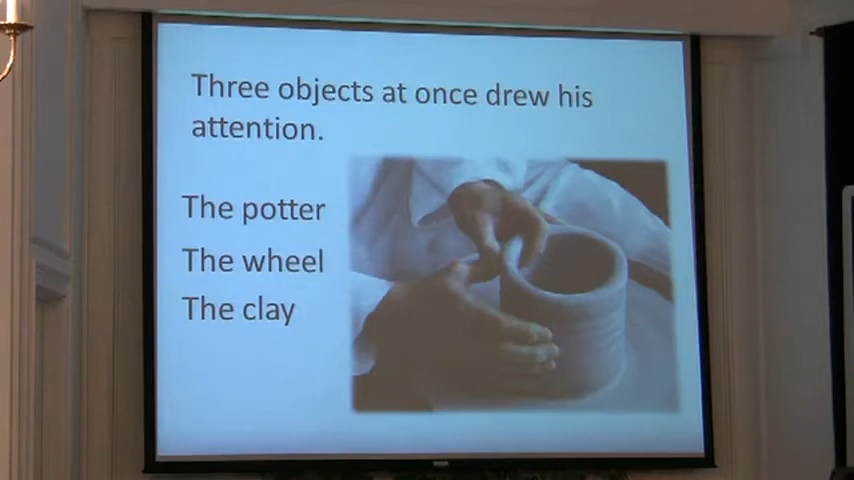 Three objects at once drew his
attention.
The potter
The wheel
The clay